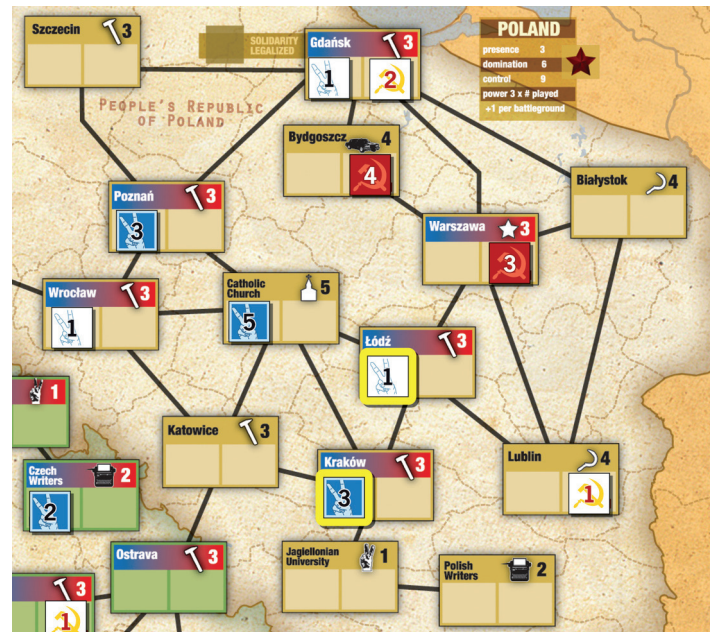 Szczecin 3
SOLIDARITY
LEGALIZED
Gdańsk 3
1 2
POLAND
presence 3
domination 6
control 9
power 3 x # played
+1 per battleground
PEOPLE'S REPUBLIC
OF POLAND
Bydgoszcz 4
4
Poznań 3
3
Białystok 4
Warszawa 3
3
Wrocław 3
1
Catholic
Church 5
5
Łódź 3
1
1
Katowice 3
Kraków 3
3
Lublin 4
1
Czech
Writers 2
2
Ostrava 3
Jagiellonian
University 1
Polish
Writers 2
3
1